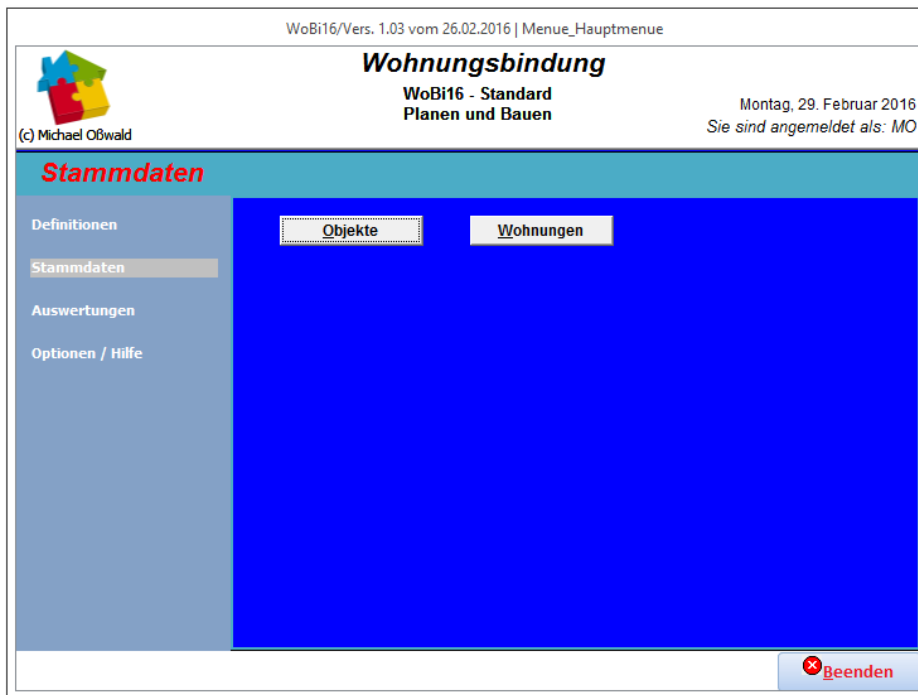 WoBi16/Vers. 1.03 vom 26.02.2016 | Menue_Hauptmenue
Wohnungsbindung
WoBi16 - Standard
Planen und Bauen
Montag, 29. Februar 2016
(c) Michael Oßwald
Sie sind angemeldet als: MO
Stammdaten
Definitionen
Objekte
Wohnungen
Stammdaten
Auswertungen
Optionen / Hilfe
Beenden